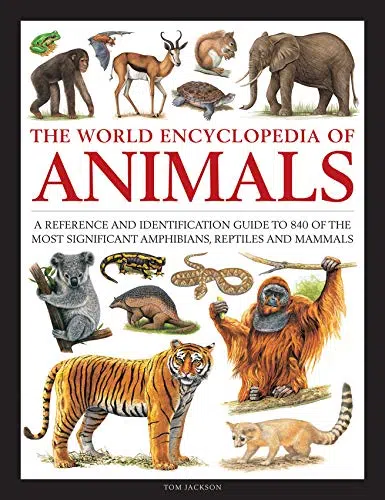 THE WORLD ENCYCLOPEDIA OF
ANIMALS
A REFERENCE AND IDENTIFICATION GUIDE TO 840 OF THE
MOST SIGNIFICANT AMPHIBIANS, REPTILES AND MAMMALS
TOM JACKSON